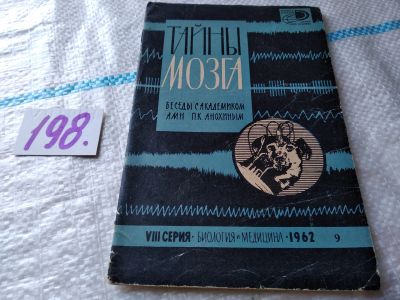 ТАЙНЫ
МОЗГА
БЕСЕДЫ С АКАДЕМИКОМ
АМН П.К. АНОХИНЫМ
198.
VIII СЕРИЯ · БИОЛОГИЯ И МЕДИЦИНА · 1962 9